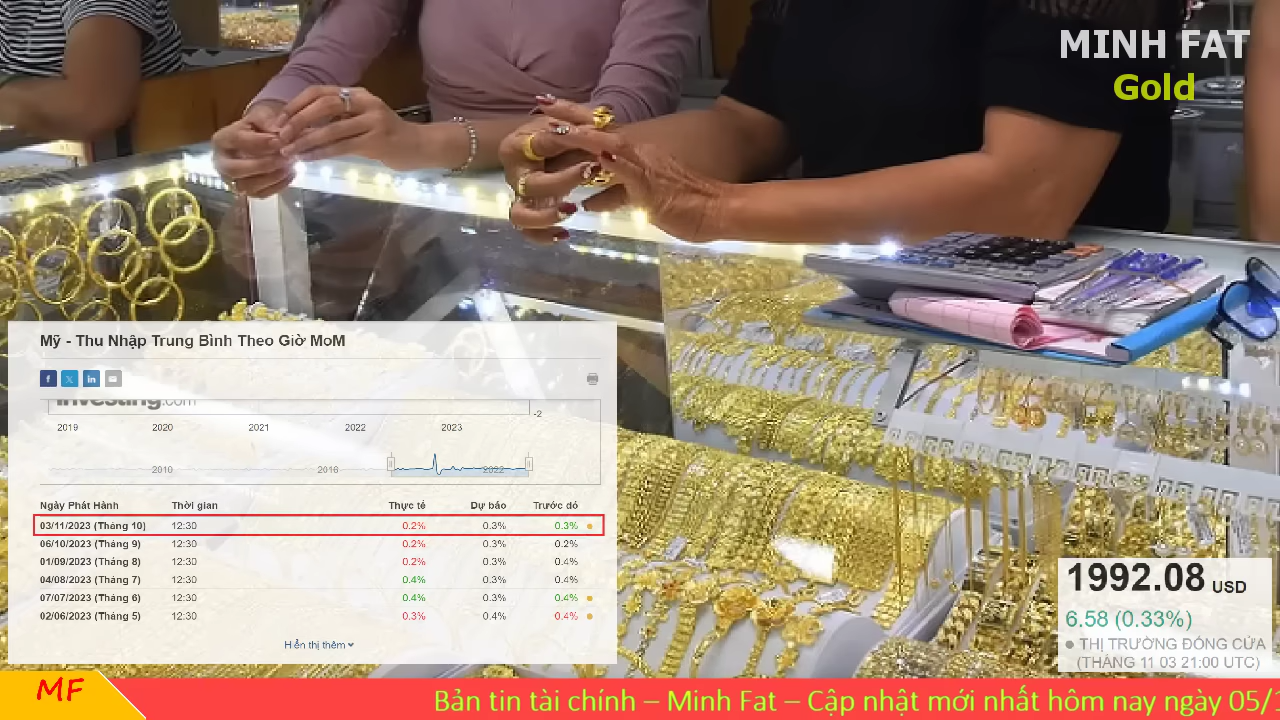 MINH FAT
Gold
Mỹ - Thu Nhập Trung Bình Theo Giờ MoM
-2
2019 2020 2021 2022 2023
2010 2016 2022
Ngày Phát Hành Thời gian Thực tế Dự báo Trước đó
03/11/2023 (Tháng 10) 12:30 0.2% 0.3% 0.3%
06/10/2023 (Tháng 9) 12:30 0.2% 0.3% 0.2%
01/09/2023 (Tháng 8) 12:30 0.2% 0.3% 0.4%
04/08/2023 (Tháng 7) 12:30 0.4% 0.3% 0.4%
07/07/2023 (Tháng 6) 12:30 0.4% 0.3% 0.4%
02/06/2023 (Tháng 5) 12:30 0.3% 0.4% 0.4%
Hiển thị thêm
1992.08 USD
6.58 (0.33%)
THỊ TRƯỜNG ĐÓNG CỬA
(THÁNG 11 03 21:00 UTC)
MF
Bản tin tài chính – Minh Fat – Cập nhật mới nhất hôm nay ngày 05/